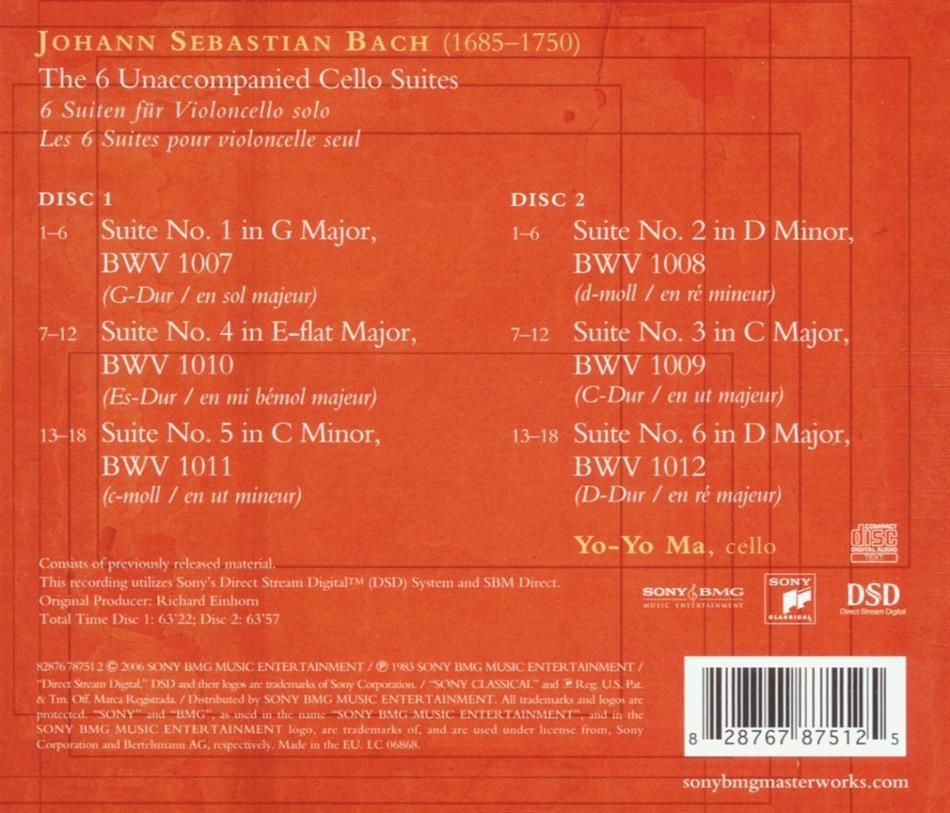 JOHANN SEBASTIAN BACH (1685–1750)
The 6 Unaccompanied Cello Suites
6 Suiten für Violoncello solo
Les 6 Suites pour violoncelle seul
DISC 1
1–6 Suite No. 1 in G Major,
BWV 1007
(G-Dur / en sol majeur)
7–12 Suite No. 4 in E-flat Major,
BWV 1010
(Es-Dur / en mi bémol majeur)
13–18 Suite No. 5 in C Minor,
BWV 1011
(c-moll / en ut mineur)
DISC 2
1–6 Suite No. 2 in D Minor,
BWV 1008
(d-moll / en ré mineur)
7–12 Suite No. 3 in C Major,
BWV 1009
(C-Dur / en ut majeur)
13–18 Suite No. 6 in D Major,
BWV 1012
(D-Dur / en ré majeur)
Yo-Yo Ma, cello
Consists of previously released material.
This recording utilizes Sony's Direct Stream Digital™ (DSD) System and SBM Direct.
Original Producer: Richard Einhorn
Total Time Disc 1: 63'22; Disc 2: 63'57
COMPACT
disc
DIGITAL AUDIO
TEXT
SONY BMG
MUSIC ENTERTAINMENT
SONY
CLASSICAL
DSD
Direct Stream Digital
82876 78751 2 © 2006 SONY BMG MUSIC ENTERTAINMENT / ℗ 1983 SONY BMG MUSIC ENTERTAINMENT /
"Direct Stream Digital," DSD and their logos are trademarks of Sony Corporation. / "SONY CLASSICAL" and Reg. U.S. Pat.
& Tm. Off. Marca Registrada. / Distributed by SONY BMG MUSIC ENTERTAINMENT. All trademarks and logos are
protected. "SONY" and "BMG", as used in the name "SONY BMG MUSIC ENTERTAINMENT", and in the
SONY BMG MUSIC ENTERTAINMENT logo, are trademarks of, and are used under license from, Sony
Corporation and Bertelsmann AG, respectively. Made in the EU. LC 06868.
8 28767 87512 5
sonybmgmasterworks.com